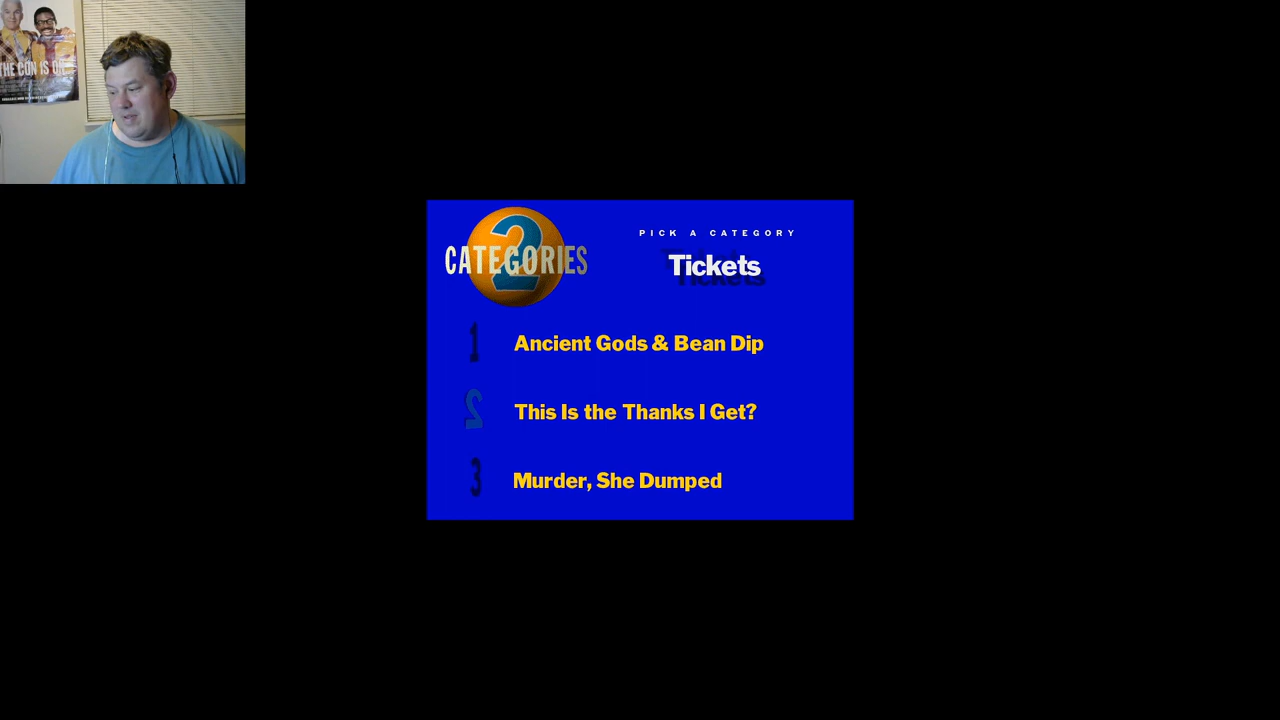 THE CON IS ON
2
CATEGORIES
PICK A CATEGORY
Tickets
1 Ancient Gods & Bean Dip
2 This Is the Thanks I Get?
3 Murder, She Dumped